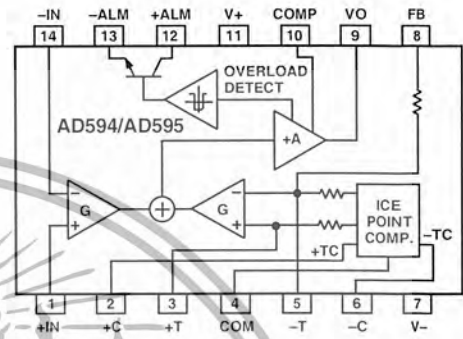 -IN -ALM +ALM V+ COMP VO FB
14 13 12 11 10 9 8
OVERLOAD
DETECT
AD594/AD595
+A
- -
G G
+ +
ICE
POINT
COMP.
-TC
+TC
1 2 3 4 5 6 7
+IN +C +T COM -T -C V-